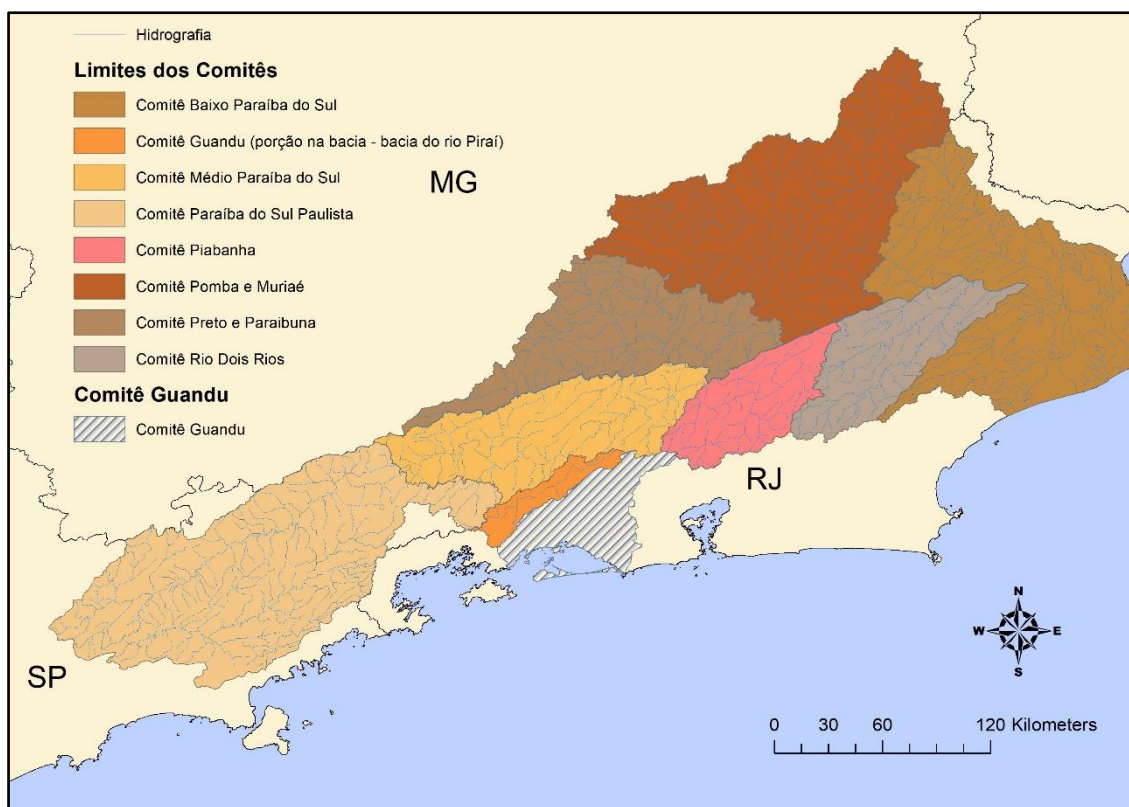 Hidrografia
Limites dos Comitês
Comitê Baixo Paraíba do Sul
Comitê Guandu (porção na bacia - bacia do rio Piraí)
Comitê Médio Paraíba do Sul
Comitê Paraíba do Sul Paulista
Comitê Piabanha
Comitê Pomba e Muriaé
Comitê Preto e Paraibuna
Comitê Rio Dois Rios
Comitê Guandu
Comitê Guandu
MG
RJ
SP
N
W E
S
0 30 60 120 Kilometers